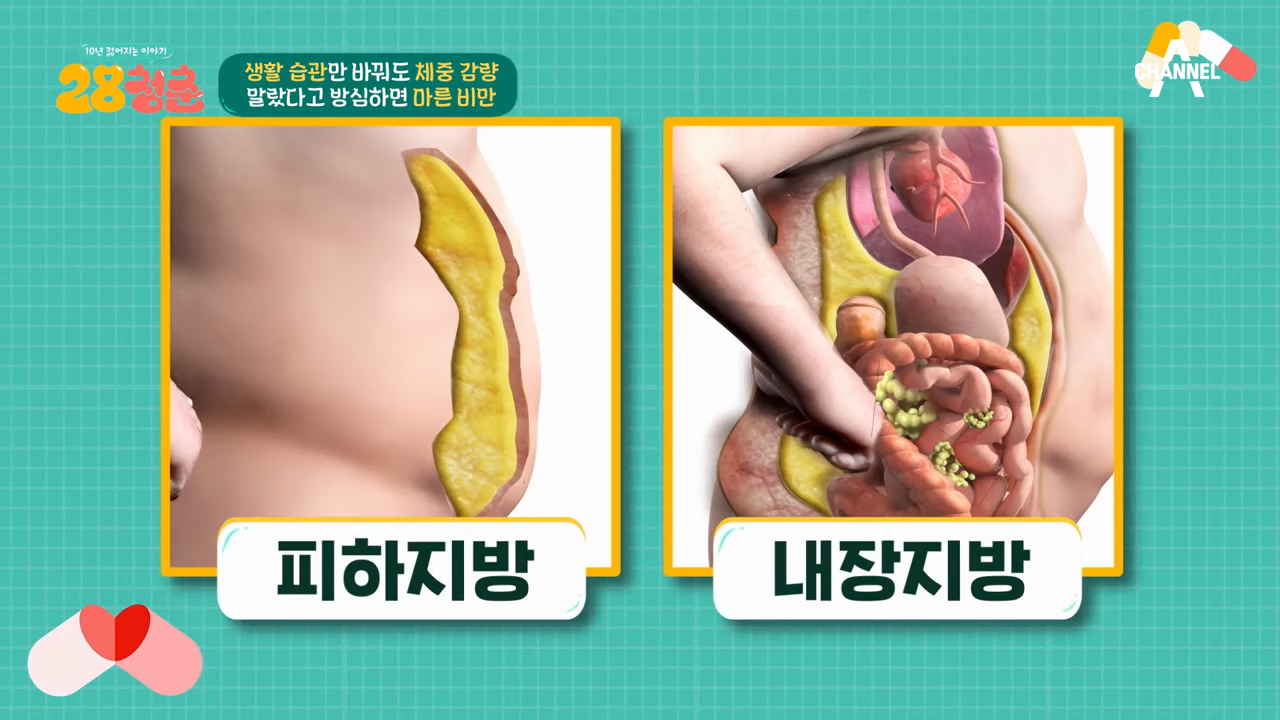 10년 젊어지는 이야기
28청춘
생활 습관만 바꿔도 체중 감량
말랐다고 방심하면 마른 비만
CHANNEL A
피하지방
내장지방